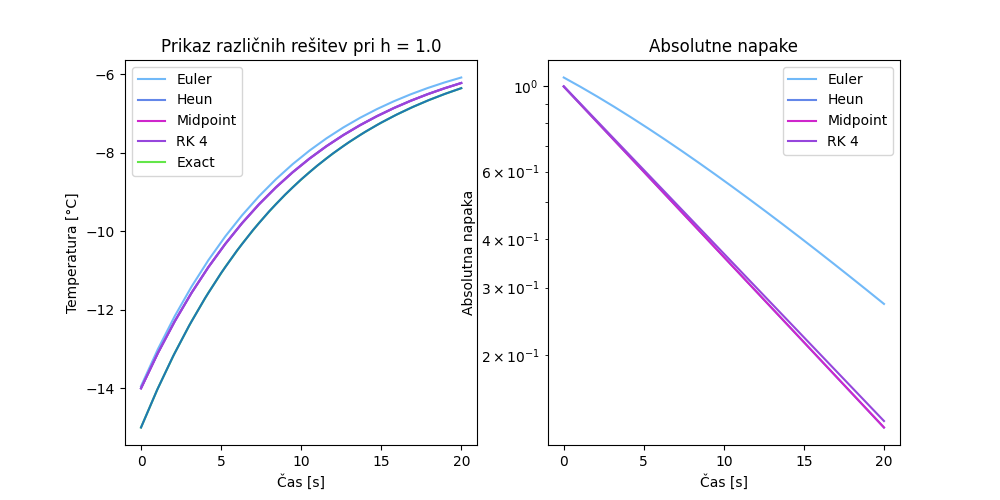 Prikaz različnih rešitev pri h = 1.0
Euler
Heun
Midpoint
RK 4
Exact
−6
−8
−10
−12
−14
Temperatura [°C]
0
5
10
15
20
Čas [s]
Absolutne napake
Euler
Heun
Midpoint
RK 4
10⁰
6 × 10⁻¹
4 × 10⁻¹
3 × 10⁻¹
2 × 10⁻¹
Absolutna napaka
0
5
10
15
20
Čas [s]